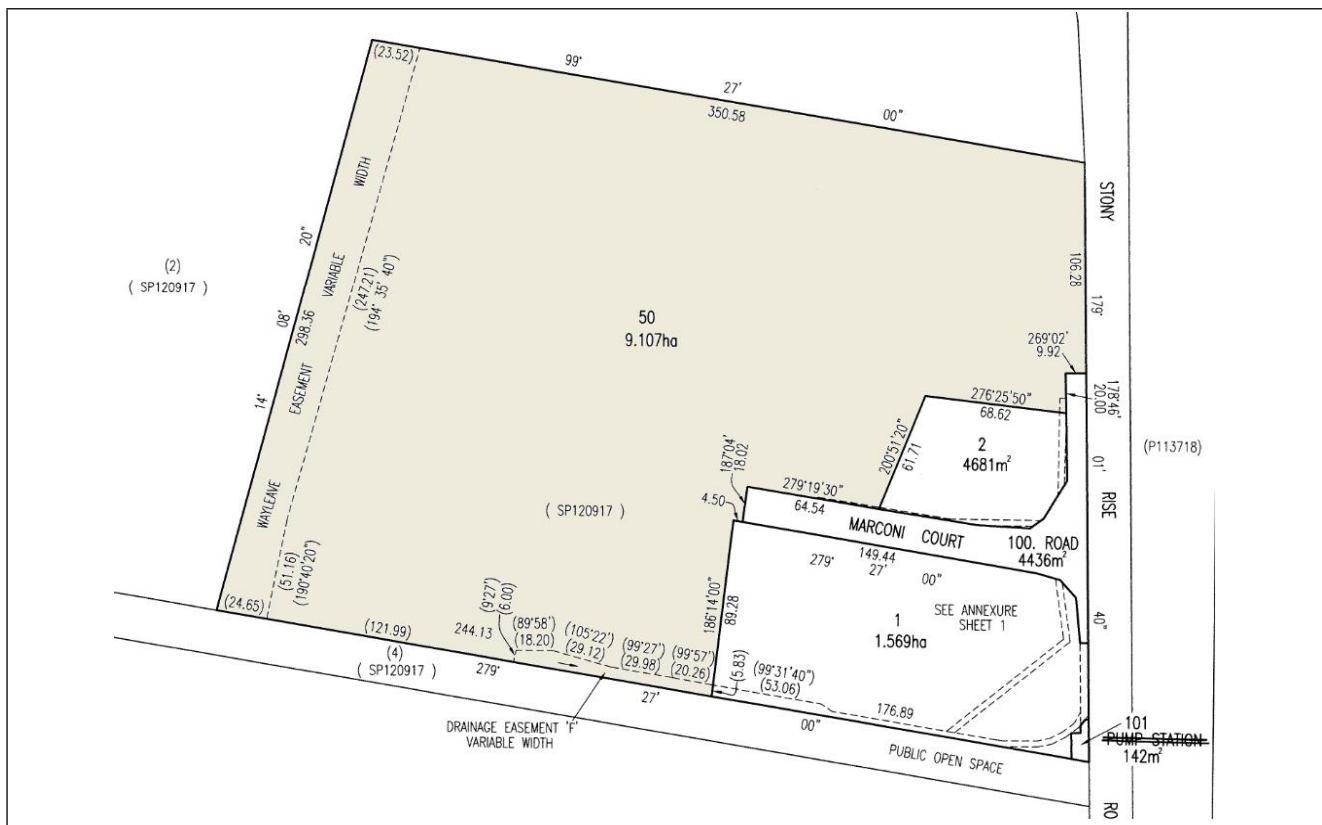 (23.52)
99°
27'
00"
350.58
WAYLEAVE EASEMENT VARIABLE WIDTH
14°
08'
20"
298.36
(247.21)
(194° 35' 40")
(51.16)
(190°40'20")
(2)
( SP120917 )
50
9.107ha
STONY
106.28
179°
269°02'
9.92
178°46'
20.00
276°25'50"
68.62
2
4681m²
(P113718)
200°51'20"
61.71
187°04'
18.02
01'
RISE
279°19'30"
4.50
64.54
( SP120917 )
MARCONI COURT
100. ROAD
4436m²
149.44
279°
27'
00"
186°14'00"
89.28
SEE ANNEXURE
SHEET 1
1
1.569ha
40"
(24.65)
(121.99)
244.13
(9°27')
(6.00)
(89°58')
(18.20)
(105°22')
(29.12)
(99°27')
(29.98)
(99°57')
(20.26)
(5.83)
(99°31'40")
(53.06)
(4)
( SP120917 )
279°
27'
00"
176.89
DRAINAGE EASEMENT 'F'
VARIABLE WIDTH
PUBLIC OPEN SPACE
101
PUMP STATION
142m²
RO